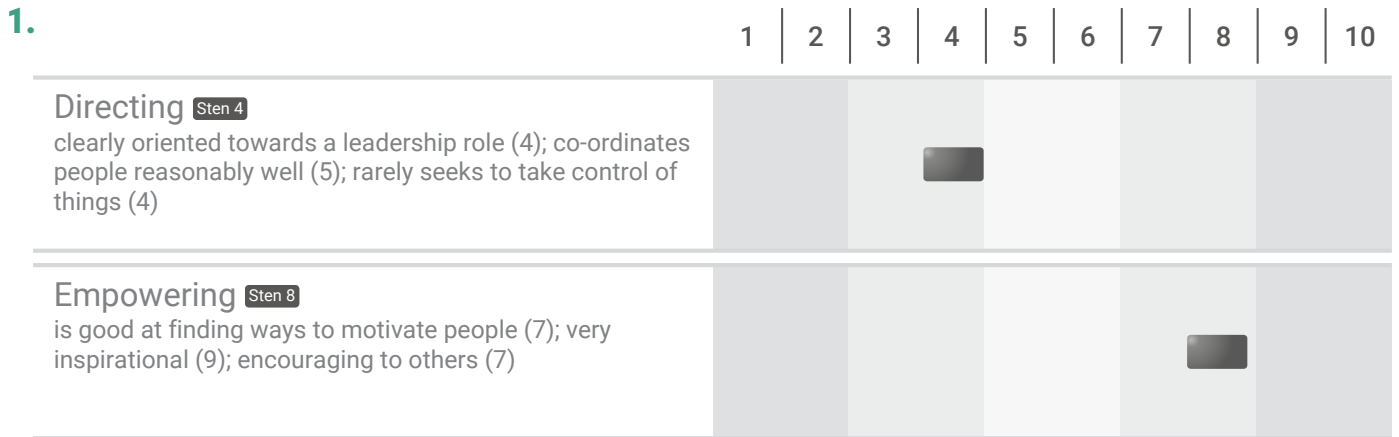 1.
1 2 3 4 5 6 7 8 9 10
Directing Sten 4
clearly oriented towards a leadership role (4); co-ordinates
people reasonably well (5); rarely seeks to take control of
things (4)
Empowering Sten 8
is good at finding ways to motivate people (7); very
inspirational (9); encouraging to others (7)